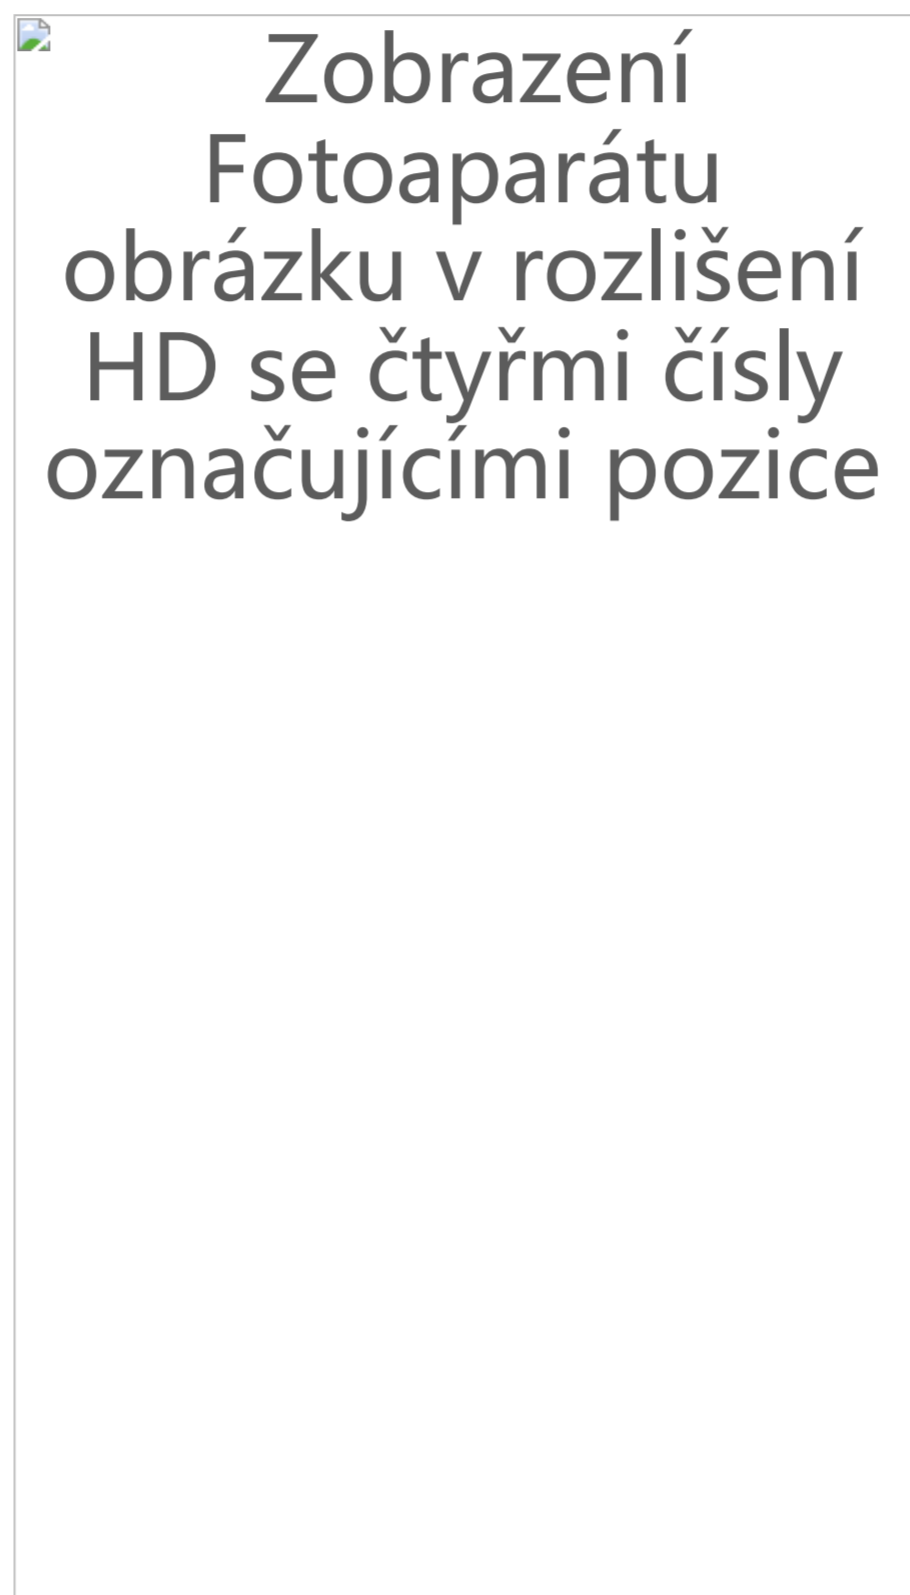 Zobrazení
Fotoaparátu
obrázku v rozlišení
HD se čtyřmi čísly
označujícími pozice